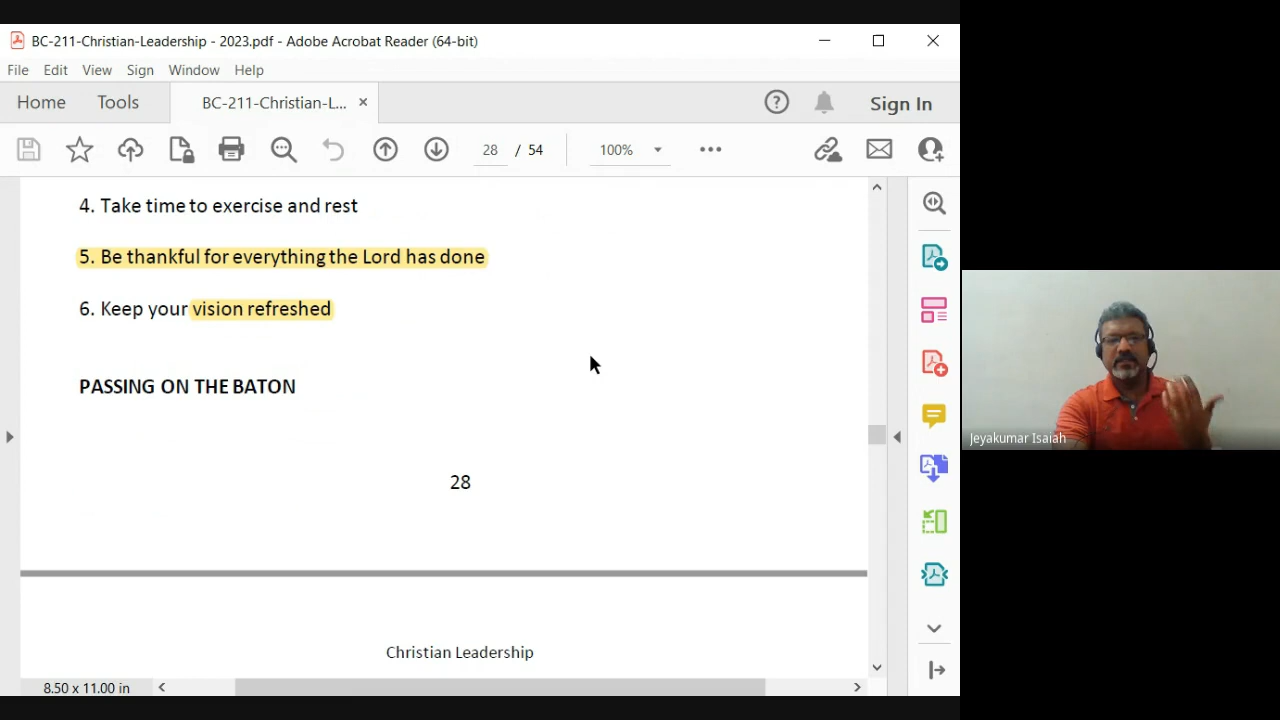 BC-211-Christian-Leadership - 2023.pdf - Adobe Acrobat Reader (64-bit)
File Edit View Sign Window Help
Home Tools BC-211-Christian-L... × Sign In
28 / 54 100%
4. Take time to exercise and rest
5. Be thankful for everything the Lord has done
6. Keep your vision refreshed
PASSING ON THE BATON
28
Christian Leadership
8.50 x 11.00 in
Jeyakumar Isaiah